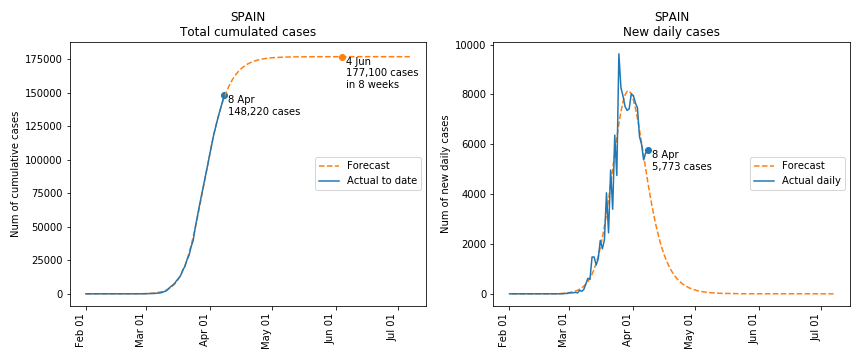 SPAIN
Total cumulated cases
Num of cumulative cases
175000
150000
125000
100000
75000
50000
25000
0
4 Jun
177,100 cases
in 8 weeks
8 Apr
148,220 cases
Forecast
Actual to date
Feb 01
Mar 01
Apr 01
May 01
Jun 01
Jul 01
SPAIN
New daily cases
Num of new daily cases
10000
8000
6000
4000
2000
0
8 Apr
5,773 cases
Forecast
Actual daily
Feb 01
Mar 01
Apr 01
May 01
Jun 01
Jul 01